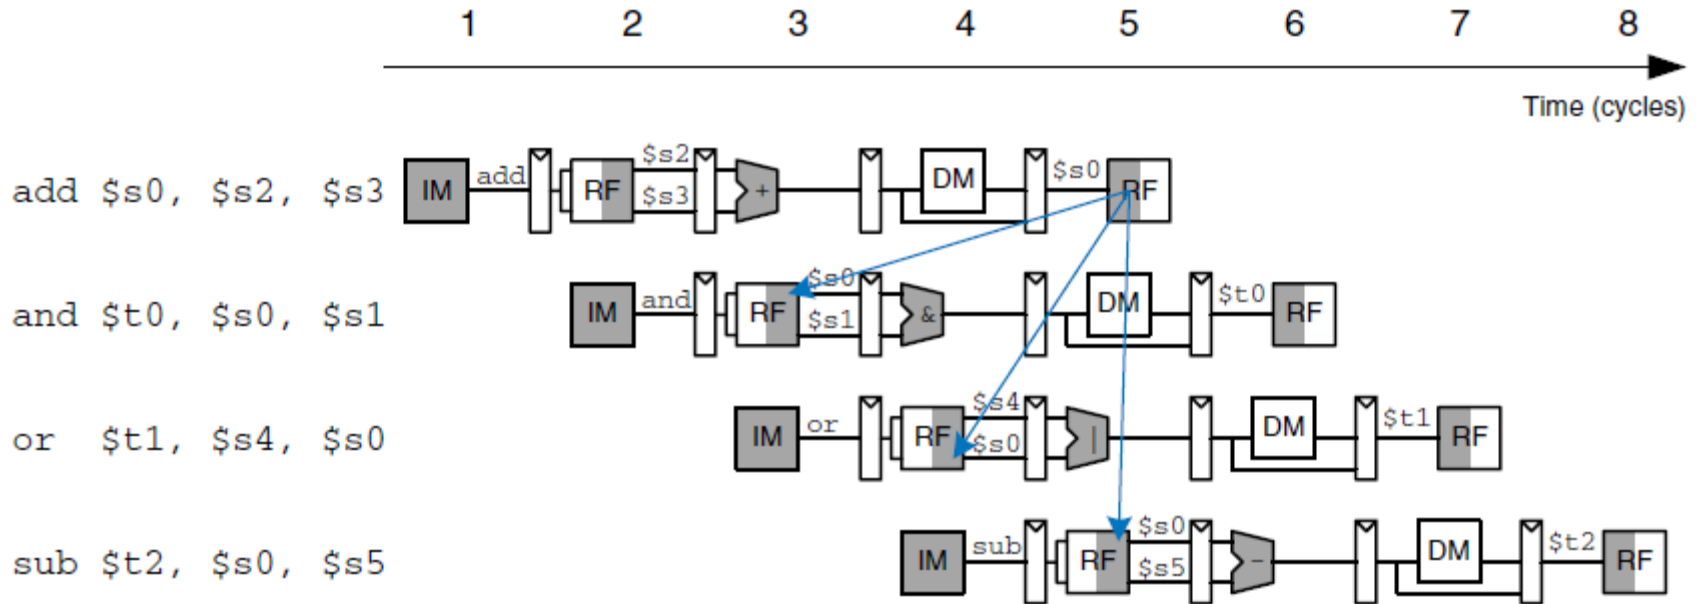 1 2 3 4 5 6 7 8
Time (cycles)
add $s0, $s2, $s3 IM add RF $s2 $s3 + DM $s0 RF
and $t0, $s0, $s1 IM and RF $s0 $s1 & DM $t0 RF
or $t1, $s4, $s0 IM or RF $s4 $s0 | DM $t1 RF
sub $t2, $s0, $s5 IM sub RF $s0 $s5 - DM $t2 RF